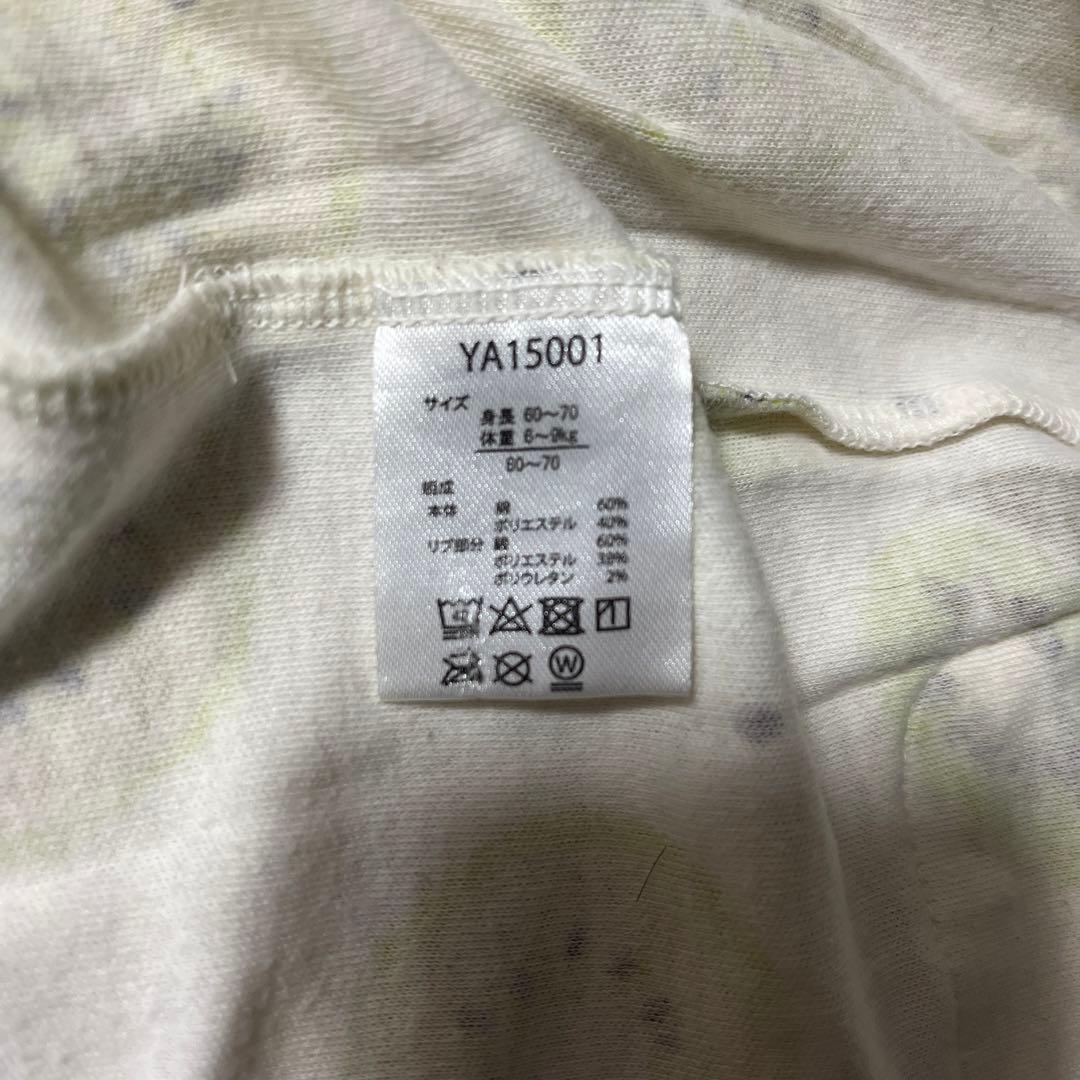 YA15001
サイズ
身長 60～70
体重 6～9kg
60～70
組成
本体 綿 60%
ポリエステル 40%
リブ部分 綿 60%
ポリエステル 38%
ポリウレタン 2%
W